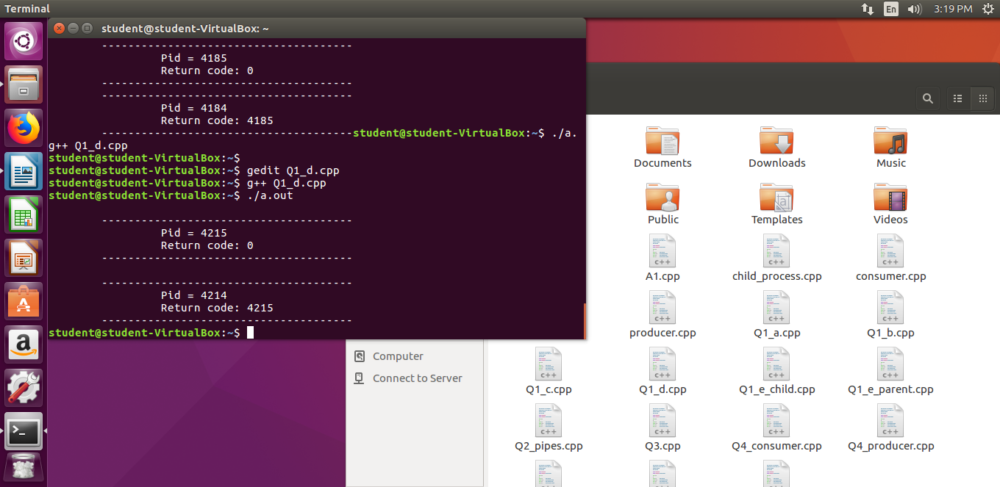 Terminal
En
3:19 PM
student@student-VirtualBox: ~
--------------------------------------
Pid = 4185
Return code: 0
--------------------------------------
--------------------------------------
Pid = 4184
Return code: 4185
--------------------------------------student@student-VirtualBox:~$ ./a.
g++ Q1_d.cpp
student@student-VirtualBox:~$
student@student-VirtualBox:~$ gedit Q1_d.cpp
student@student-VirtualBox:~$ g++ Q1_d.cpp
student@student-VirtualBox:~$ ./a.out
--------------------------------------
Pid = 4215
Return code: 0
--------------------------------------
--------------------------------------
Pid = 4214
Return code: 4215
--------------------------------------
student@student-VirtualBox:~$
Computer
Connect to Server
Documents
Downloads
Music
Public
Templates
Videos
c++
c++
c++
A1.cpp
child_process.cpp
consumer.cpp
c++
c++
c++
producer.cpp
Q1_a.cpp
Q1_b.cpp
c++
c++
c++
c++
Q1_c.cpp
Q1_d.cpp
Q1_e_child.cpp
Q1_e_parent.cpp
c++
c++
c++
c++
Q2_pipes.cpp
Q3.cpp
Q4_consumer.cpp
Q4_producer.cpp